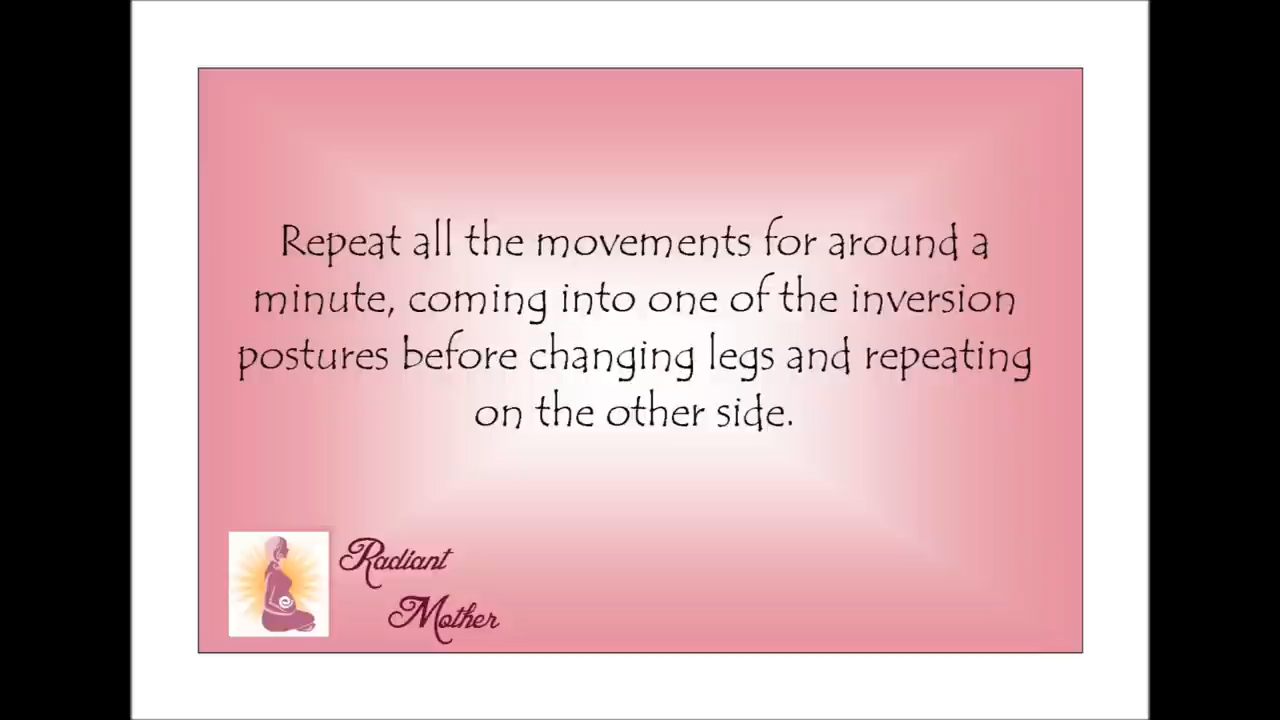 Repeat all the movements for around a
minute, coming into one of the inversion
postures before changing legs and repeating
on the other side.
Radiant
Mother